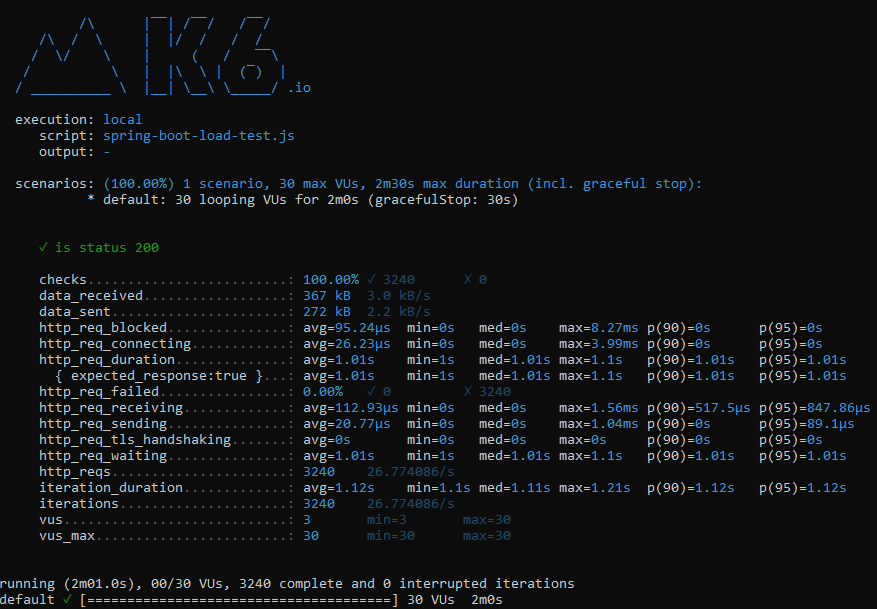 .io
execution: local
script: spring-boot-load-test.js
output: -
scenarios: (100.00%) 1 scenario, 30 max VUs, 2m30s max duration (incl. graceful stop):
* default: 30 looping VUs for 2m0s (gracefulStop: 30s)
✓ is status 200
checks.........................: 100.00% ✓ 3240 ✗ 0
data_received..................: 367 kB 3.0 kB/s
data_sent......................: 272 kB 2.2 kB/s
http_req_blocked...............: avg=95.24µs min=0s med=0s max=8.27ms p(90)=0s p(95)=0s
http_req_connecting............: avg=26.23µs min=0s med=0s max=3.99ms p(90)=0s p(95)=0s
http_req_duration..............: avg=1.01s min=1s med=1.01s max=1.1s p(90)=1.01s p(95)=1.01s
{ expected_response:true }...: avg=1.01s min=1s med=1.01s max=1.1s p(90)=1.01s p(95)=1.01s
http_req_failed................: 0.00% ✓ 0 ✗ 3240
http_req_receiving.............: avg=112.93µs min=0s med=0s max=1.56ms p(90)=517.5µs p(95)=847.86µs
http_req_sending...............: avg=20.77µs min=0s med=0s max=1.04ms p(90)=0s p(95)=89.1µs
http_req_tls_handshaking.......: avg=0s min=0s med=0s max=0s p(90)=0s p(95)=0s
http_req_waiting...............: avg=1.01s min=1s med=1.01s max=1.1s p(90)=1.01s p(95)=1.01s
http_reqs......................: 3240 26.774086/s
iteration_duration.............: avg=1.12s min=1.1s med=1.11s max=1.21s p(90)=1.12s p(95)=1.12s
iterations.....................: 3240 26.774086/s
vus............................: 3 min=3 max=30
vus_max........................: 30 min=30 max=30
running (2m01.0s), 00/30 VUs, 3240 complete and 0 interrupted iterations
default ✓ [======================================] 30 VUs 2m0s